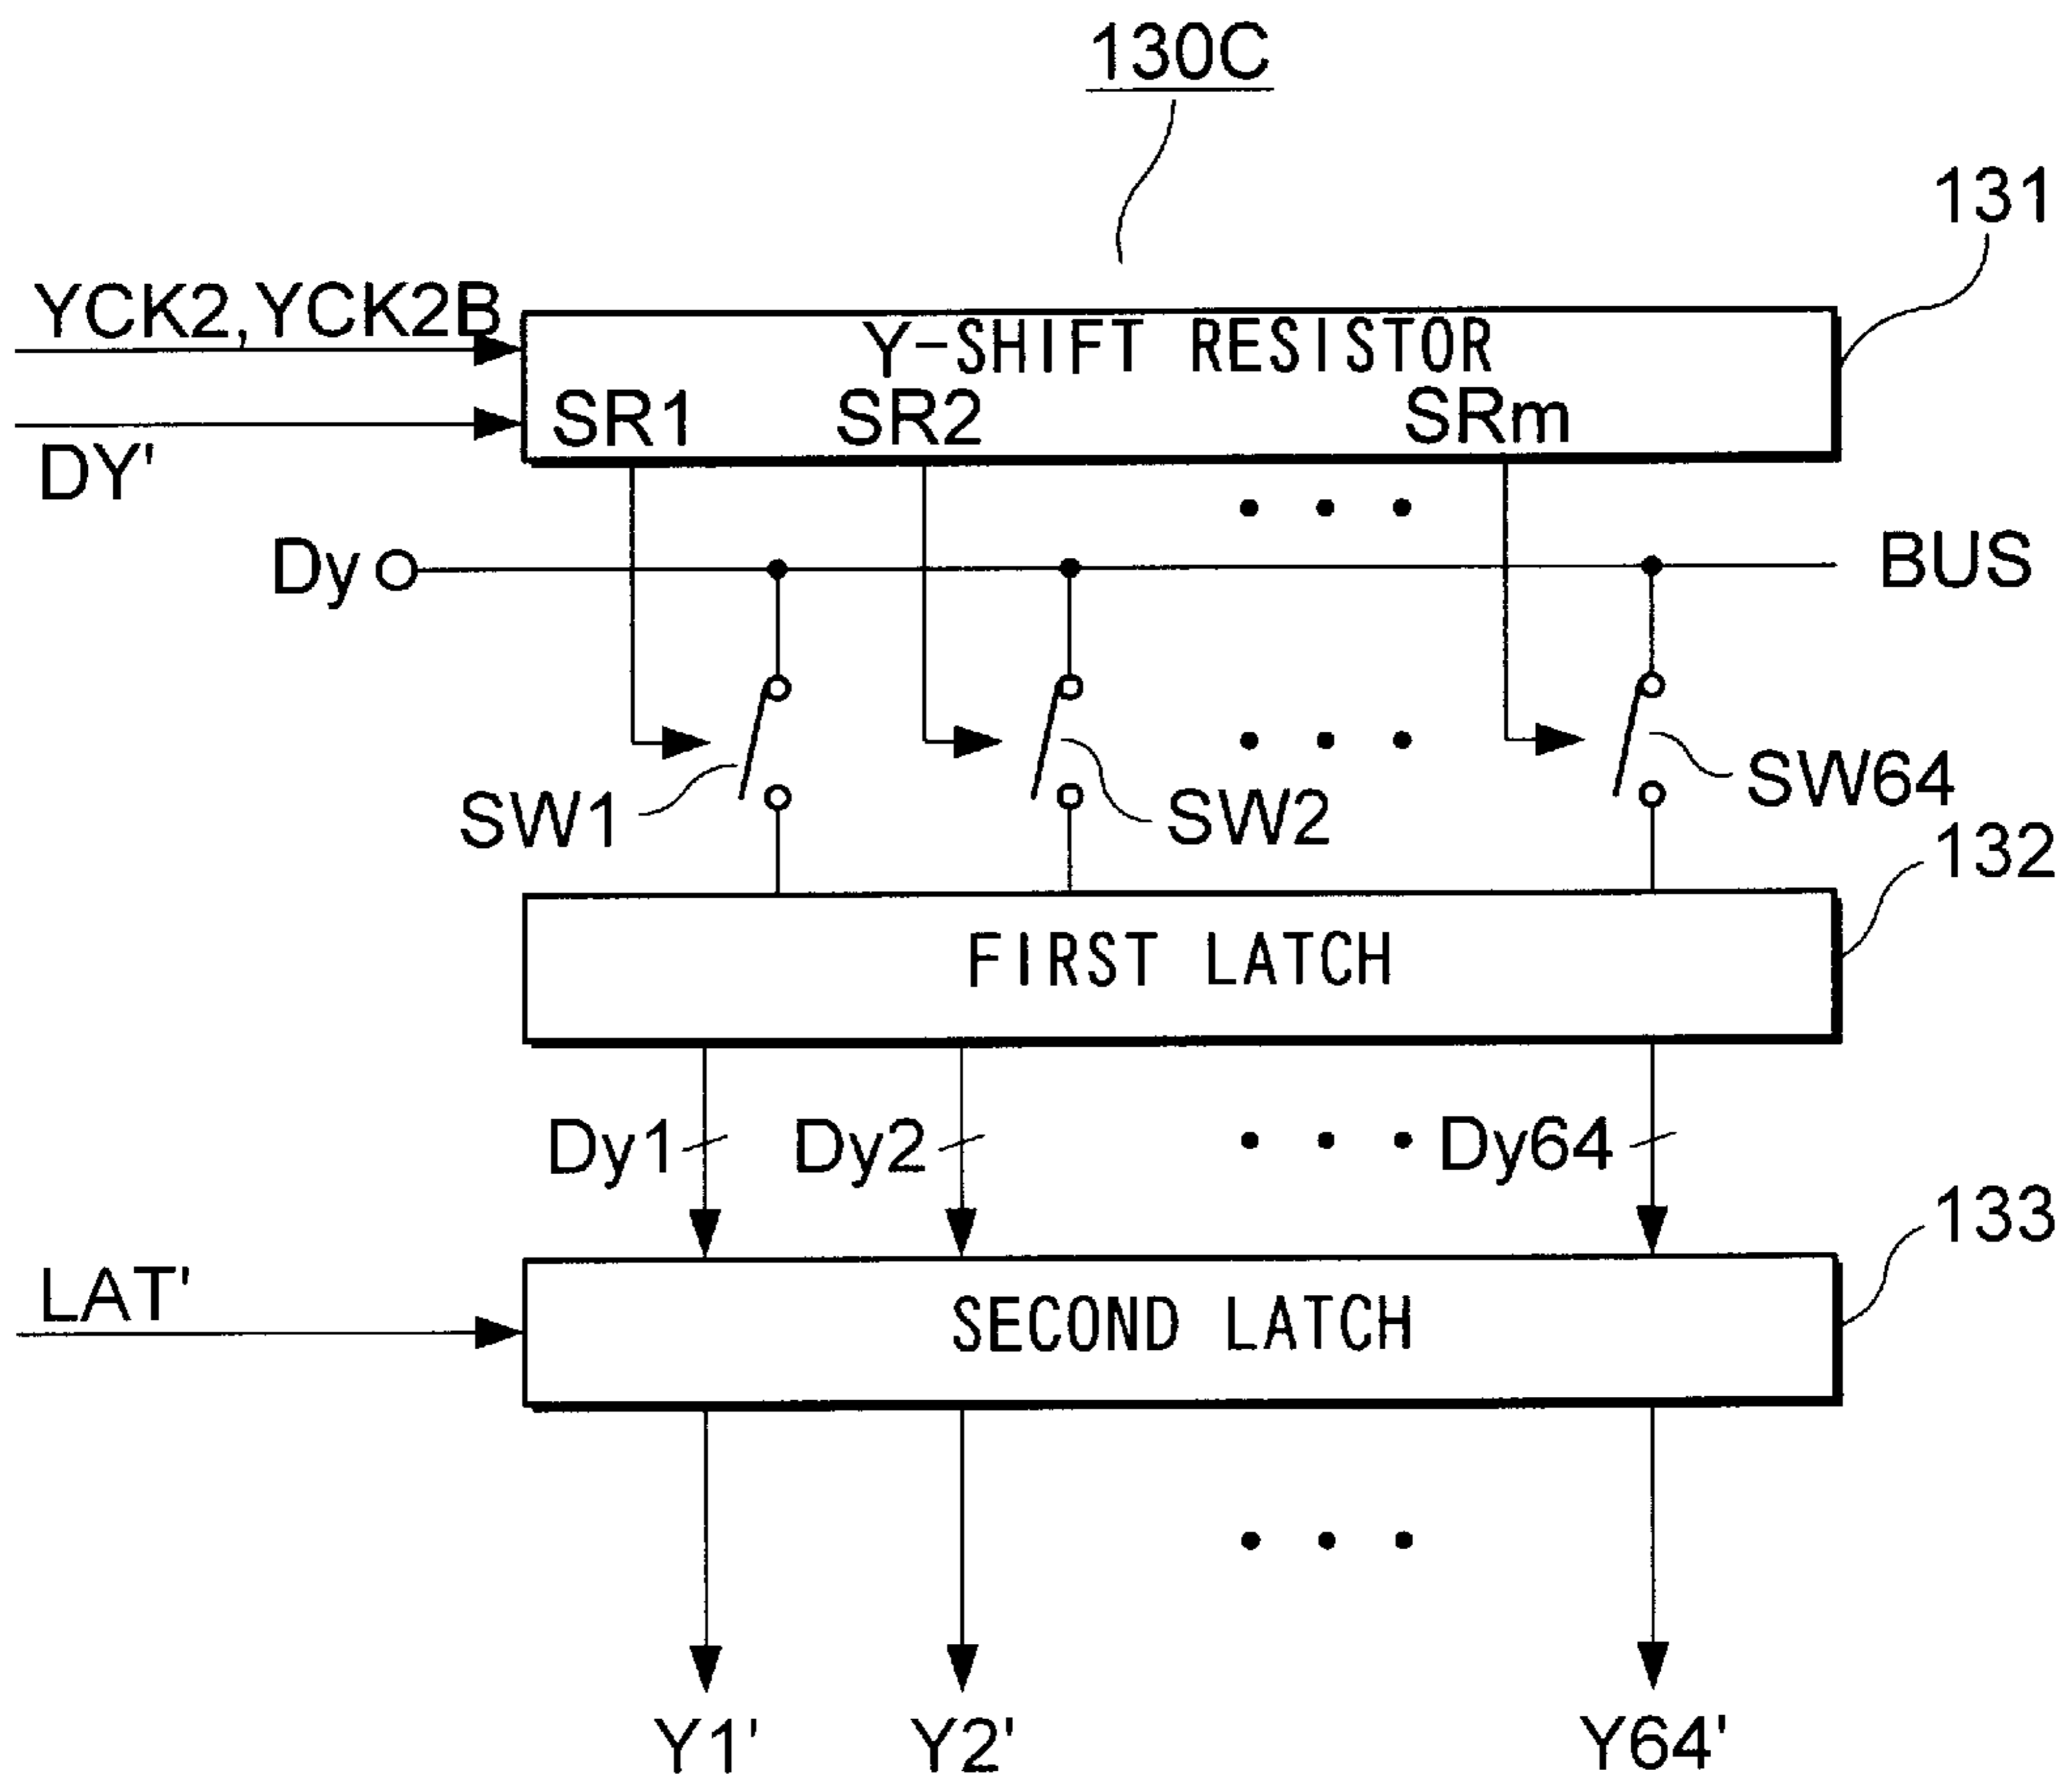 130C
131
YCK2,YCK2B
Y-SHIFT RESISTOR
SR1 SR2 SRm
DY'
Dy
BUS
SW1
SW2
SW64
132
FIRST LATCH
Dy1
Dy2
Dy64
133
LAT'
SECOND LATCH
Y1'
Y2'
Y64'